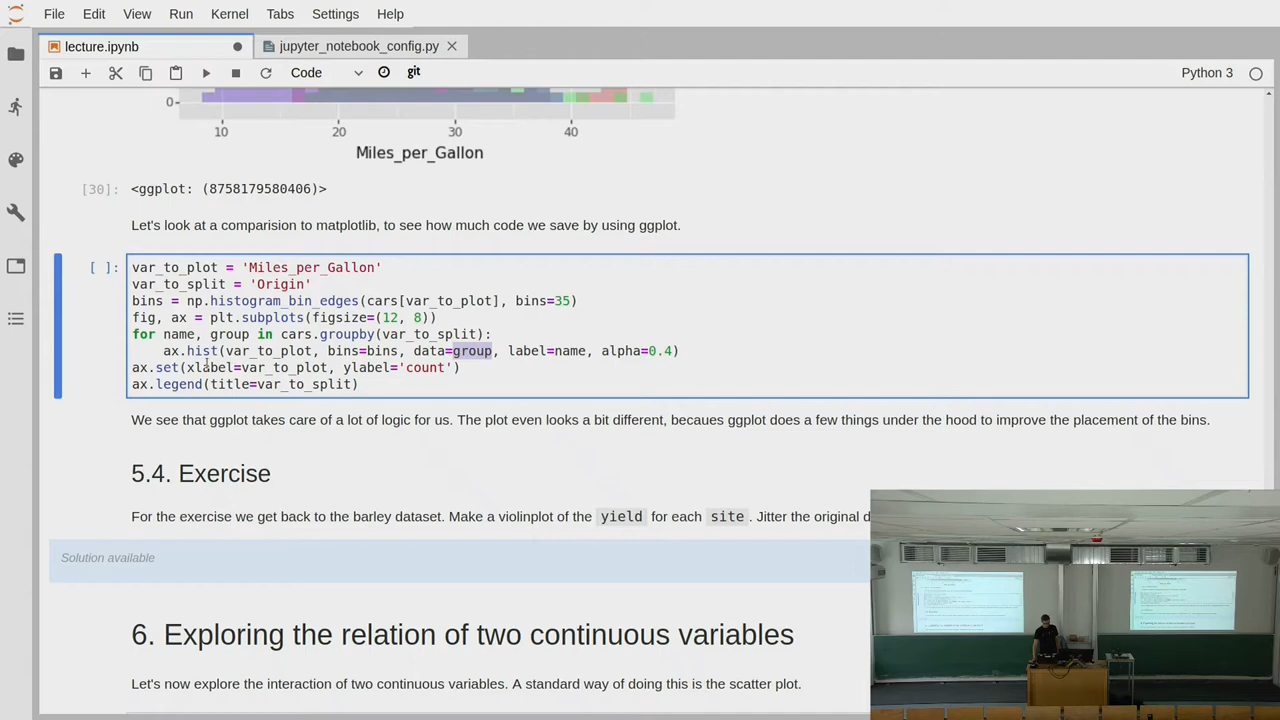 File Edit View Run Kernel Tabs Settings Help
lecture.ipynb
jupyter_notebook_config.py
Code
git
Python 3
0
10 20 30 40
Miles_per_Gallon
[30]: <ggplot: (8758179580406)>
Let's look at a comparision to matplotlib, to see how much code we save by using ggplot.
[ ]: var_to_plot = 'Miles_per_Gallon'
var_to_split = 'Origin'
bins = np.histogram_bin_edges(cars[var_to_plot], bins=35)
fig, ax = plt.subplots(figsize=(12, 8))
for name, group in cars.groupby(var_to_split):
ax.hist(var_to_plot, bins=bins, data=group, label=name, alpha=0.4)
ax.set(xlabel=var_to_plot, ylabel='count')
ax.legend(title=var_to_split)
We see that ggplot takes care of a lot of logic for us. The plot even looks a bit different, becaues ggplot does a few things under the hood to improve the placement of the bins.
5.4. Exercise
For the exercise we get back to the barley dataset. Make a violinplot of the yield for each site. Jitter the original d
Solution available
6. Exploring the relation of two continuous variables
Let's now explore the interaction of two continuous variables. A standard way of doing this is the scatter plot.